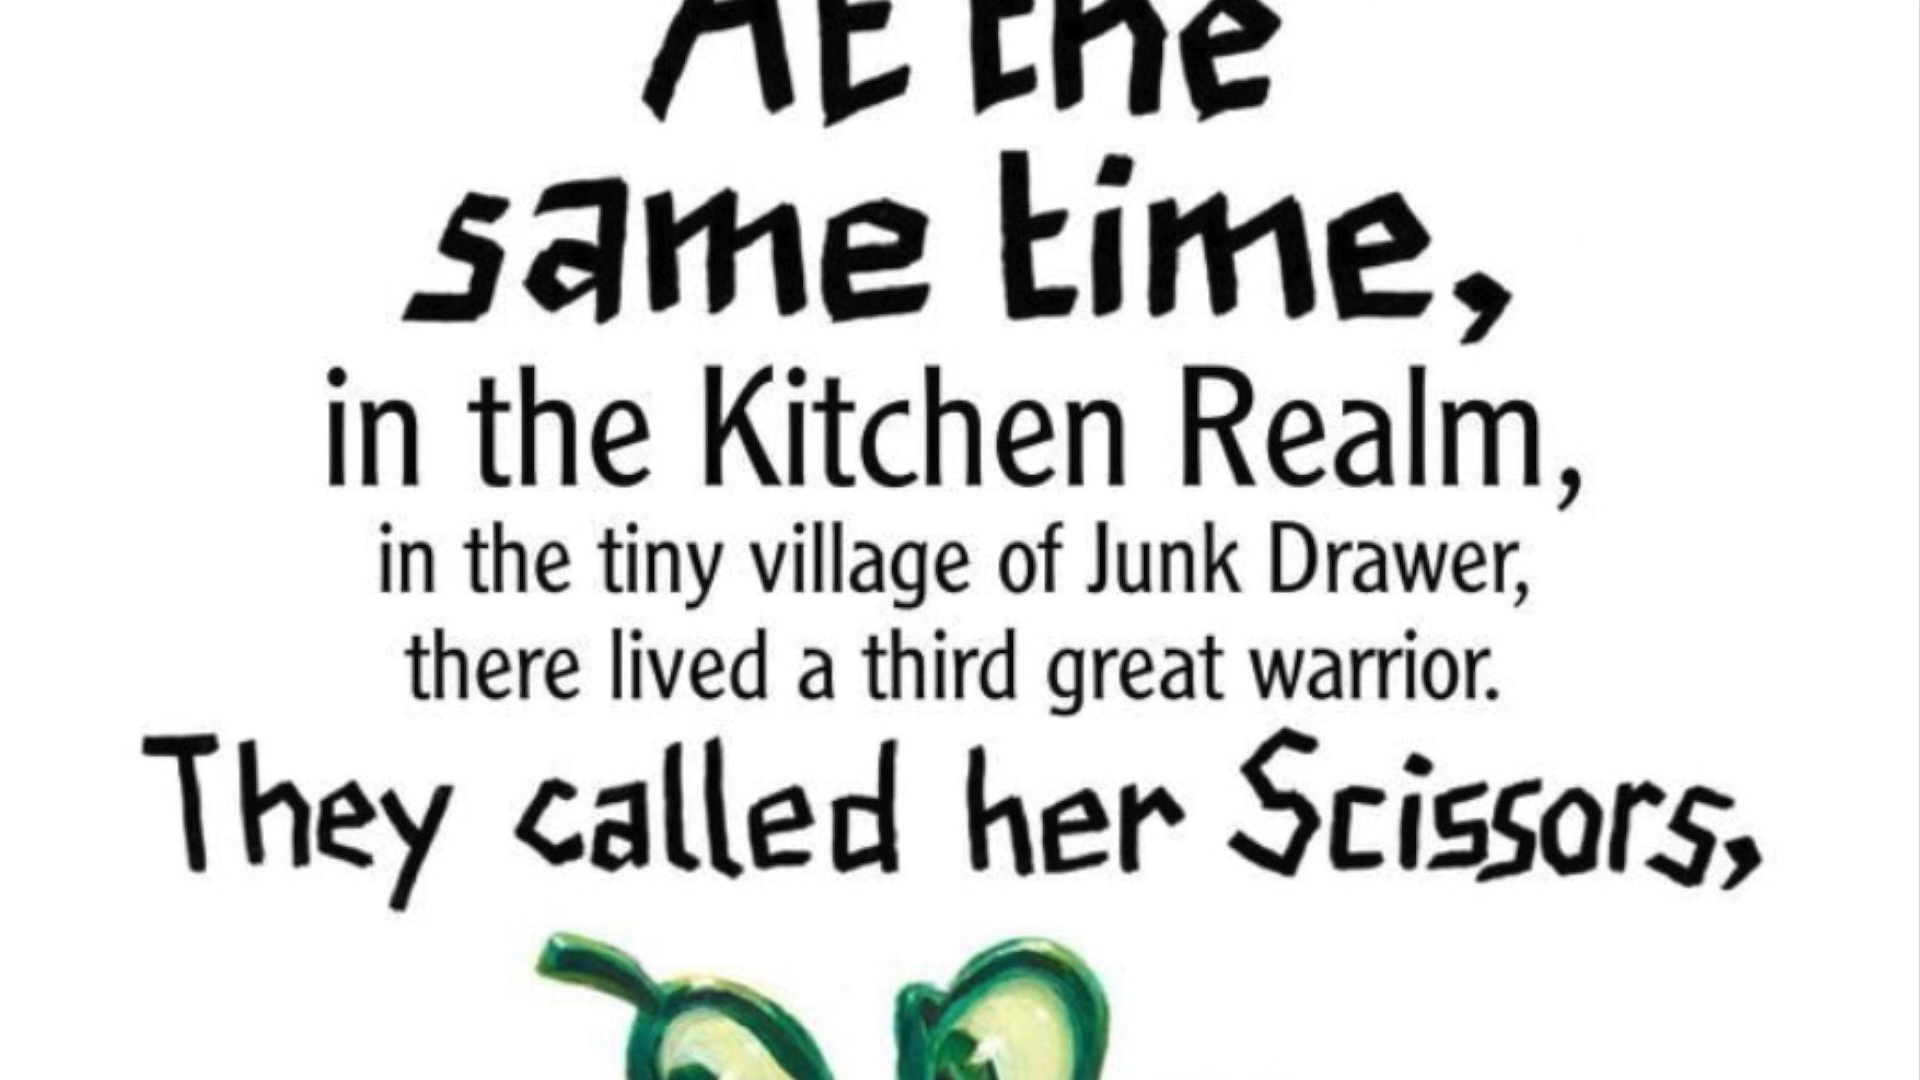 At the
same time,
in the Kitchen Realm,
in the tiny village of Junk Drawer,
there lived a third great warrior.
They called her Scissors,